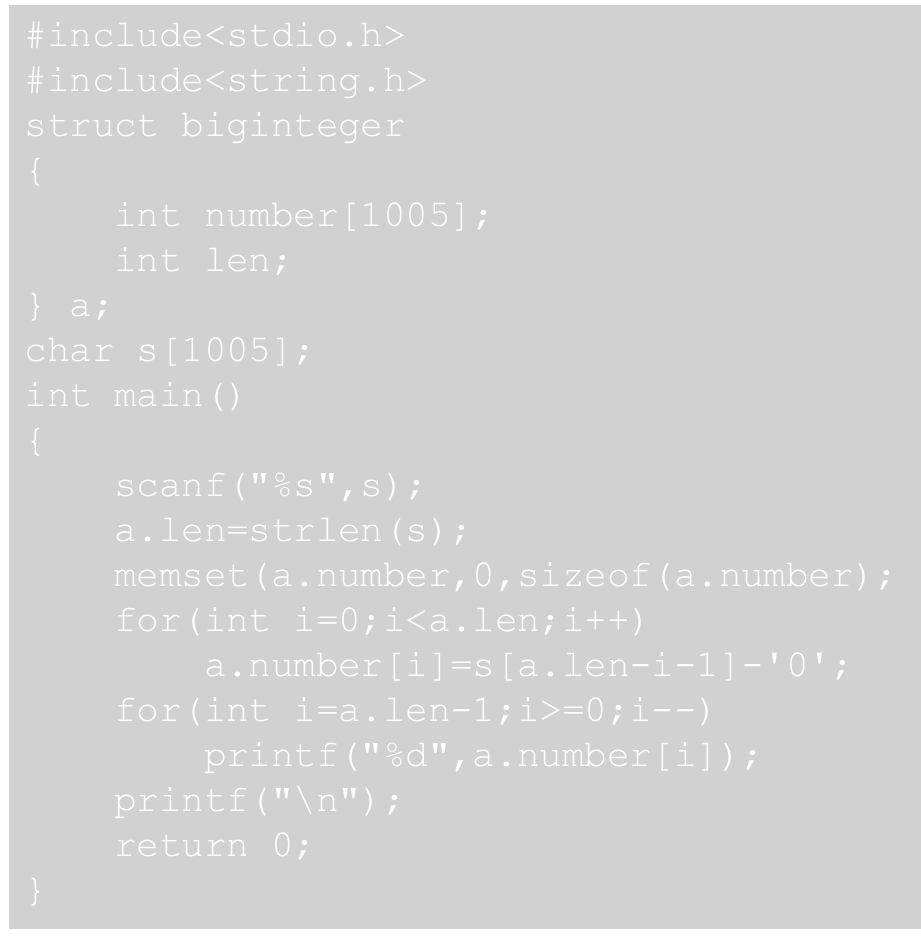 #include<stdio.h>
#include<string.h>
struct biginteger
{
    int number[1005];
    int len;
} a;
char s[1005];
int main()
{
    scanf("%s",s);
    a.len=strlen(s);
    memset(a.number,0,sizeof(a.number);
    for(int i=0;i<a.len;i++)
        a.number[i]=s[a.len-i-1]-'0';
    for(int i=a.len-1;i>=0;i--)
        printf("%d",a.number[i]);
    printf("\n");
    return 0;
}